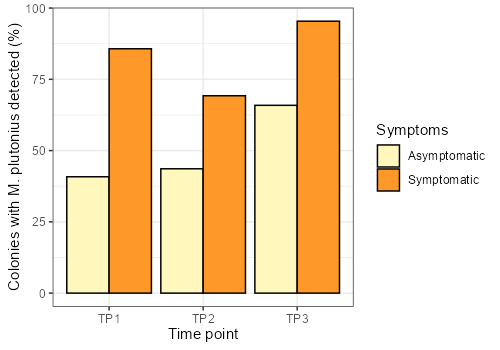 Colonies with M. plutonius detected (%)
100
75
50
25
0
TP1 TP2 TP3
Time point
Symptoms
Asymptomatic
Symptomatic